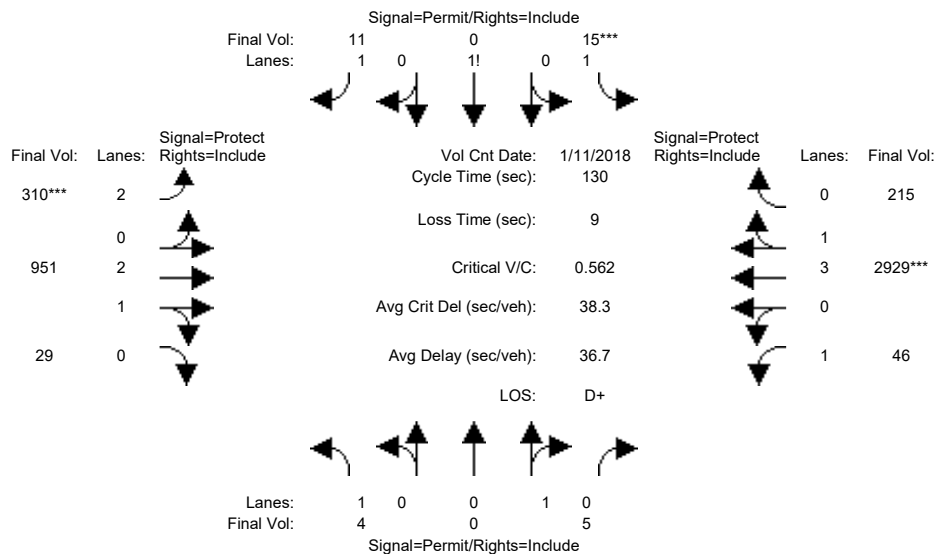 Signal=Permit/Rights=Include
Final Vol: 11 0 15***
Lanes: 1 0 1! 0 1
Signal=Protect Signal=Protect
Final Vol: Lanes: Rights=Include Vol Cnt Date: 1/11/2018 Rights=Include Lanes: Final Vol:
Cycle Time (sec): 130
310*** 2 0 215
Loss Time (sec): 9
0 1
951 2 Critical V/C: 0.562 3 2929***
1 Avg Crit Del (sec/veh): 38.3 0
29 0 Avg Delay (sec/veh): 36.7 1 46
LOS: D+
Lanes: 1 0 0 1 0
Final Vol: 4 0 5
Signal=Permit/Rights=Include